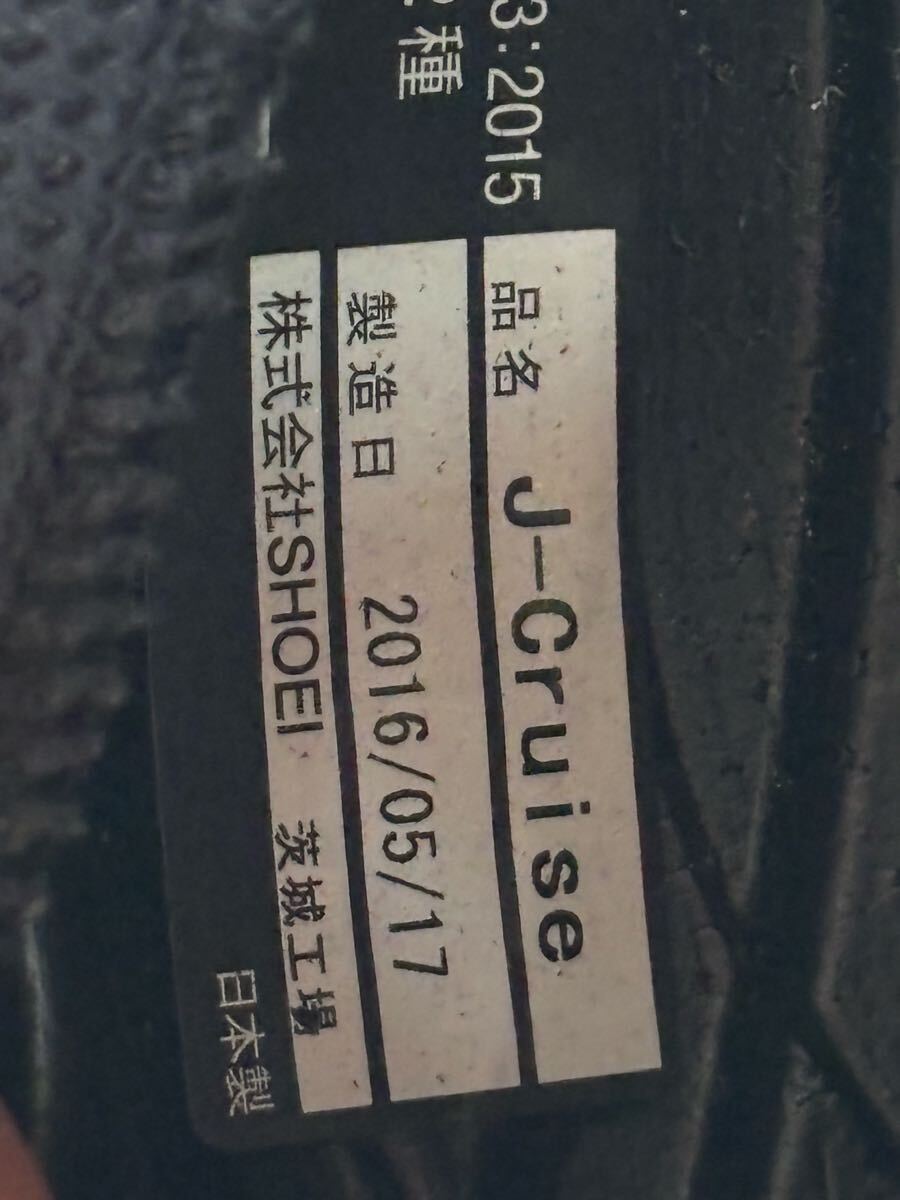 3:2015
種
品名 J-Cruise
製造日 2016/05/17
株式会社SHOEI 茨城工場
日本製